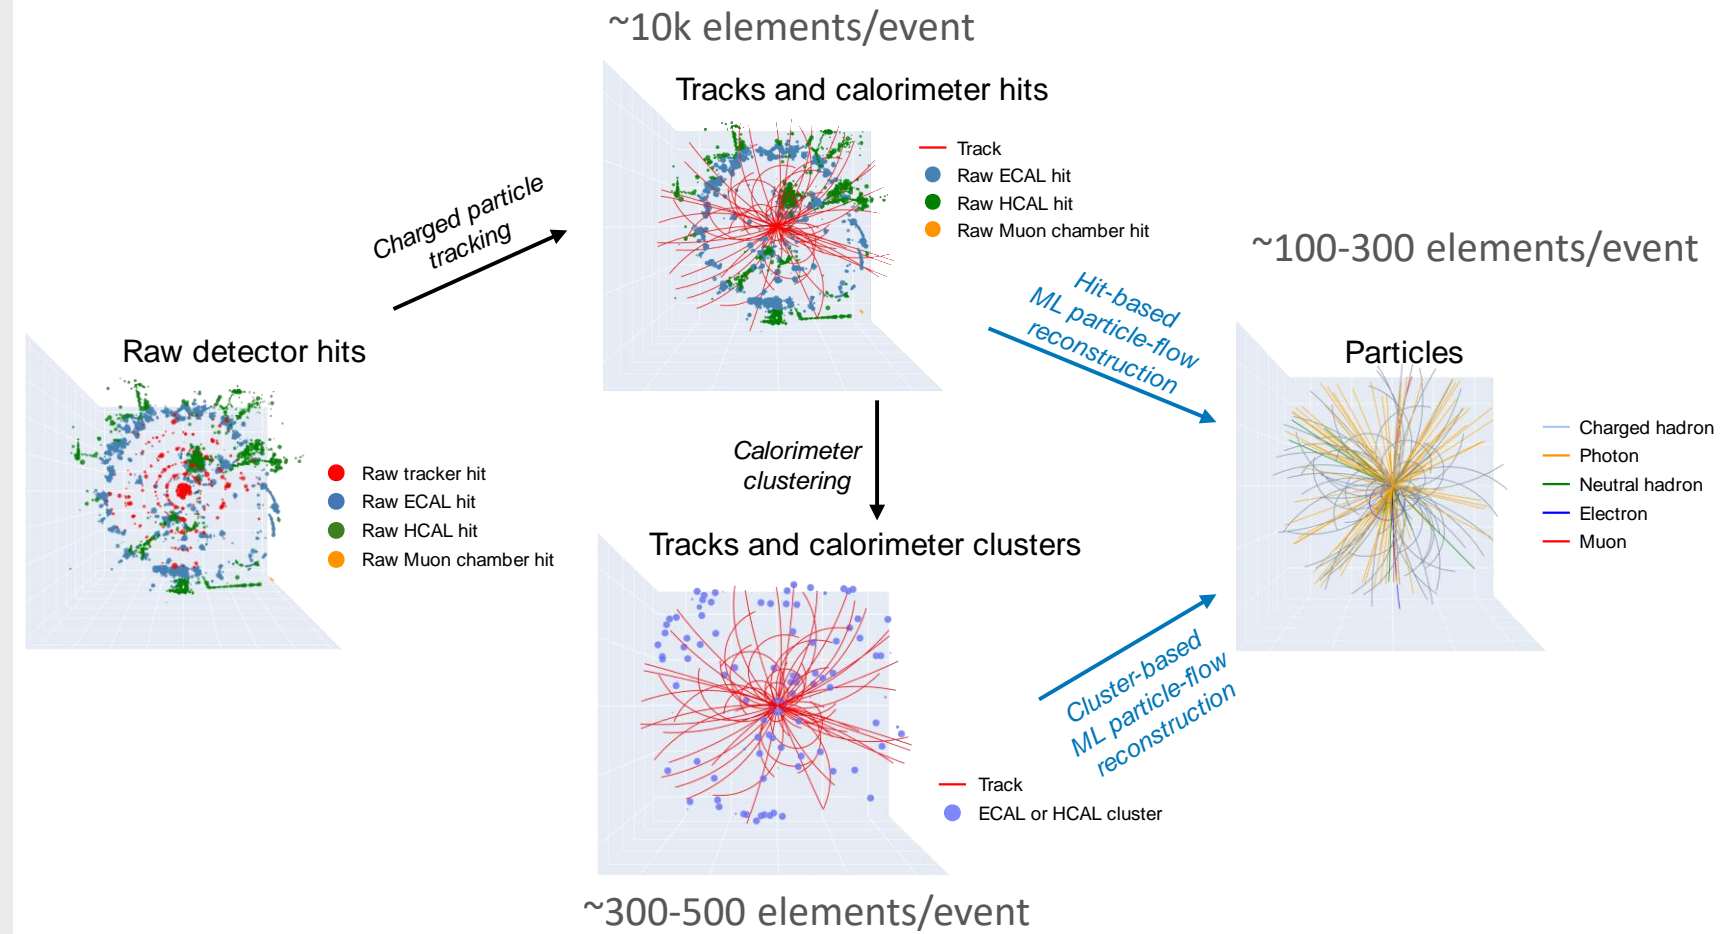 ~10k elements/event
Tracks and calorimeter hits
Track
Raw ECAL hit
Raw HCAL hit
Raw Muon chamber hit
Charged particle
tracking
~100-300 elements/event
Hit-based
ML particle-flow
reconstruction
Raw detector hits
Raw tracker hit
Raw ECAL hit
Raw HCAL hit
Raw Muon chamber hit
Particles
Charged hadron
Photon
Neutral hadron
Electron
Muon
Calorimeter
clustering
Tracks and calorimeter clusters
Track
ECAL or HCAL cluster
Cluster-based
ML particle-flow
reconstruction
~300-500 elements/event